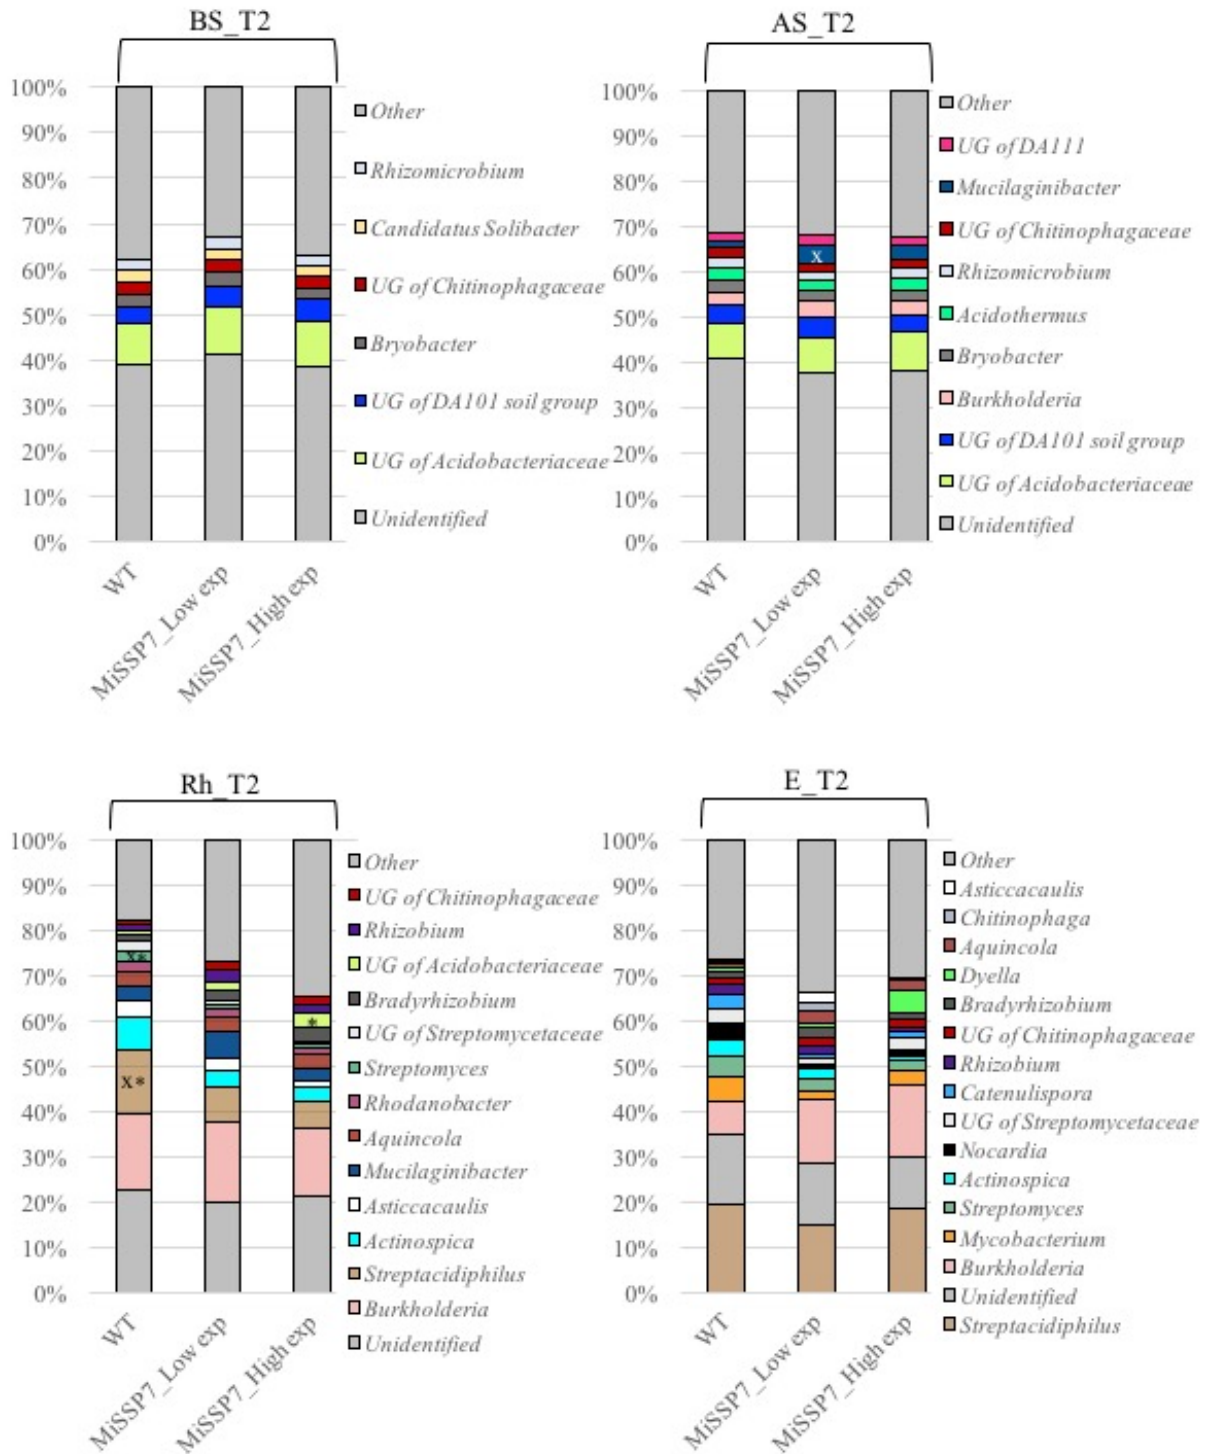 BS_T2
100%
90%
80%
70%
60%
50%
40%
30%
20%
10%
0%
WT
MiSSP7_Low exp
MiSSP7_High exp
Other
Rhizomicrobium
Candidatus Solibacter
UG of Chitinophagaceae
Bryobacter
UG of DA101 soil group
UG of Acidobacteriaceae
Unidentified
AS_T2
100%
90%
80%
70%
60%
50%
40%
30%
20%
10%
0%
x
WT
MiSSP7_Low exp
MiSSP7_High exp
Other
UG of DA111
Mucilaginibacter
UG of Chitinophagaceae
Rhizomicrobium
Acidothermus
Bryobacter
Burkholderia
UG of DA101 soil group
UG of Acidobacteriaceae
Unidentified
Rh_T2
100%
90%
80%
70%
60%
50%
40%
30%
20%
10%
0%
x*
x*
*
WT
MiSSP7_Low exp
MiSSP7_High exp
Other
UG of Chitinophagaceae
Rhizobium
UG of Acidobacteriaceae
Bradyrhizobium
UG of Streptomycetaceae
Streptomyces
Rhodanobacter
Aquincola
Mucilaginibacter
Asticcacaulis
Actinospica
Streptacidiphilus
Burkholderia
Unidentified
E_T2
100%
90%
80%
70%
60%
50%
40%
30%
20%
10%
0%
WT
MiSSP7_Low exp
MiSSP7_High exp
Other
Asticcacaulis
Chitinophaga
Aquincola
Dyella
Bradyrhizobium
UG of Chitinophagaceae
Rhizobium
Catenulispora
UG of Streptomycetaceae
Nocardia
Actinospica
Streptomyces
Mycobacterium
Burkholderia
Unidentified
Streptacidiphilus